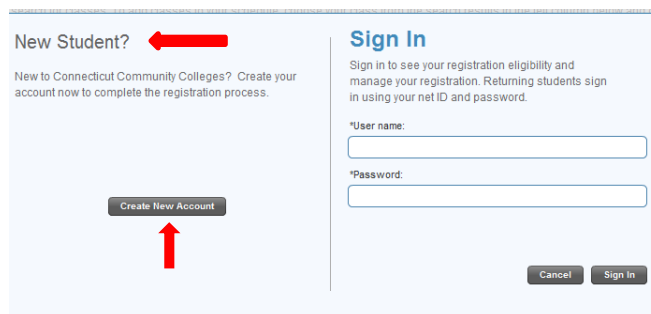 New Student?
New to Connecticut Community Colleges? Create your
account now to complete the registration process.
Create New Account
Sign In
Sign in to see your registration eligibility and
manage your registration. Returning students sign
in using your net ID and password.
*User name:
*Password:
Cancel
Sign In